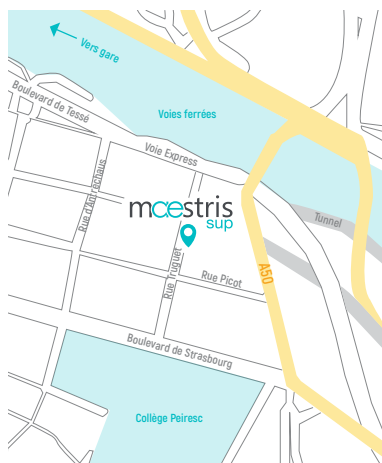 Vers gare
Boulevard de Tessé
Voies ferrées
Voie Express
Rue d'Antrechaus
mæstris
sup
Tunnel
Rue Truguet
Rue Picot
A50
Boulevard de Strasbourg
Collège Peiresc